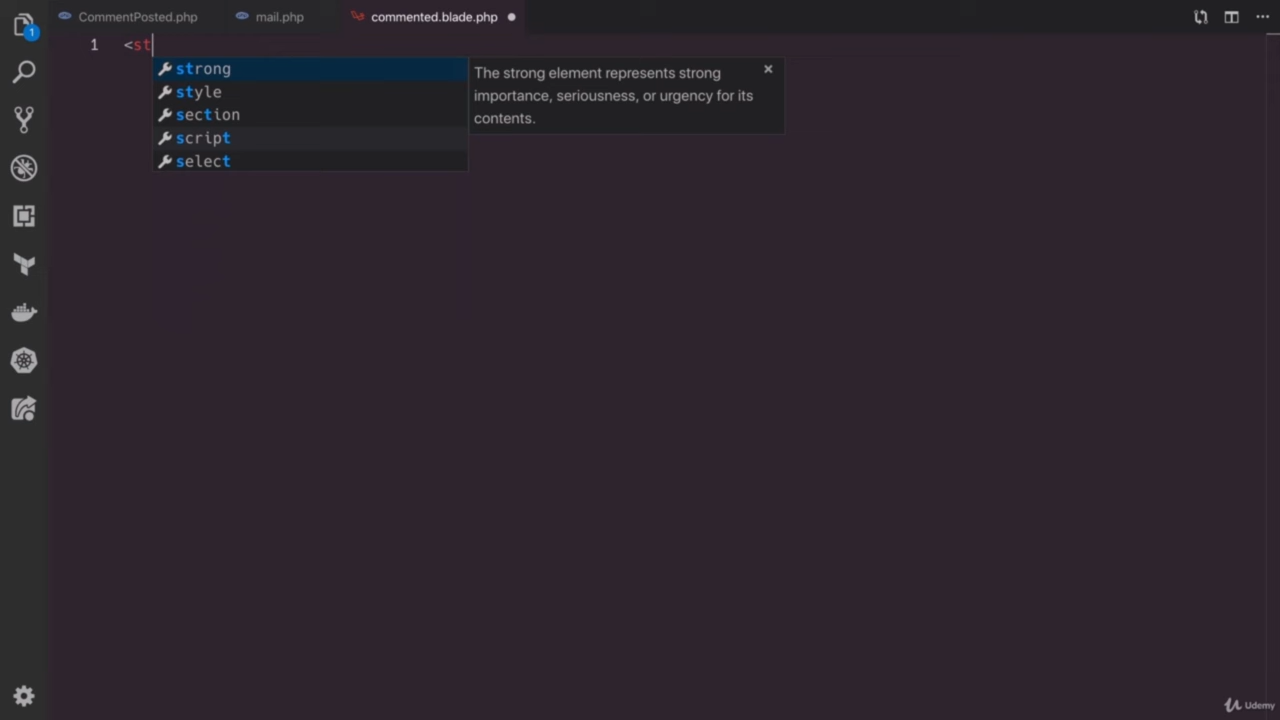 CommentPosted.php
mail.php
commented.blade.php
1
1 <st
strong
style
section
script
select
The strong element represents strong
importance, seriousness, or urgency for its
contents.
Udemy